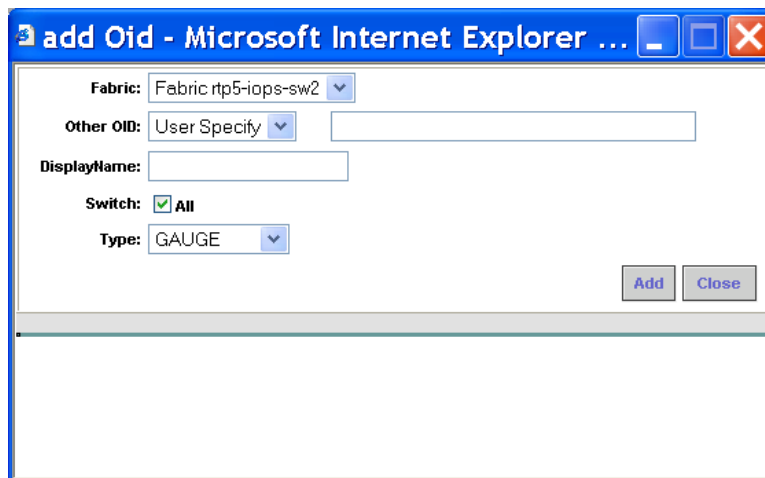 add Oid - Microsoft Internet Explorer ...
Fabric: Fabric rtp5-iops-sw2
Other OID: User Specify
DisplayName:
Switch: All
Type: GAUGE
Add Close